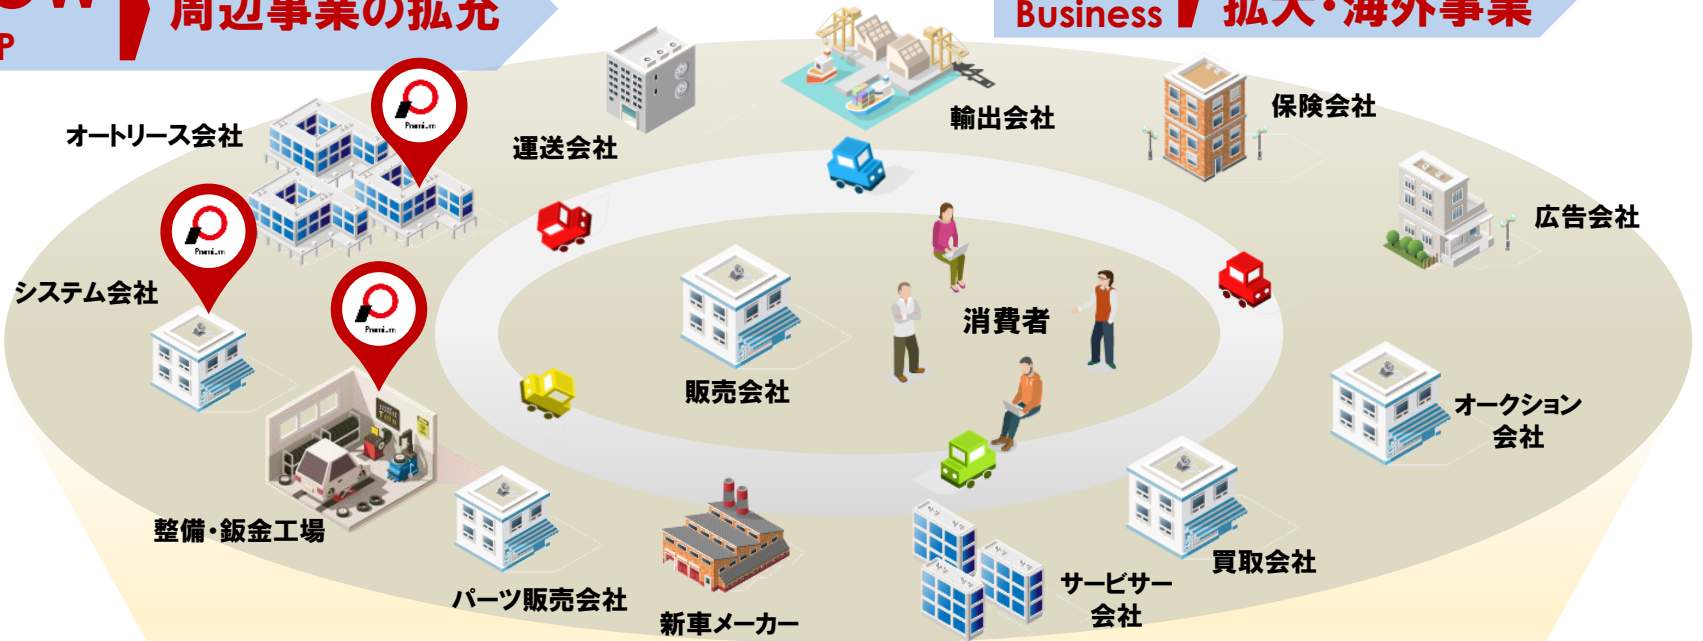 周辺事業の拡充
P
Business
拡大・海外事業
オートリース会社
Premium
運送会社
輸出会社
保険会社
広告会社
システム会社
Premium
Premium
消費者
販売会社
オークション
会社
整備・鈑金工場
パーツ販売会社
新車メーカー
サービサー
会社
買取会社